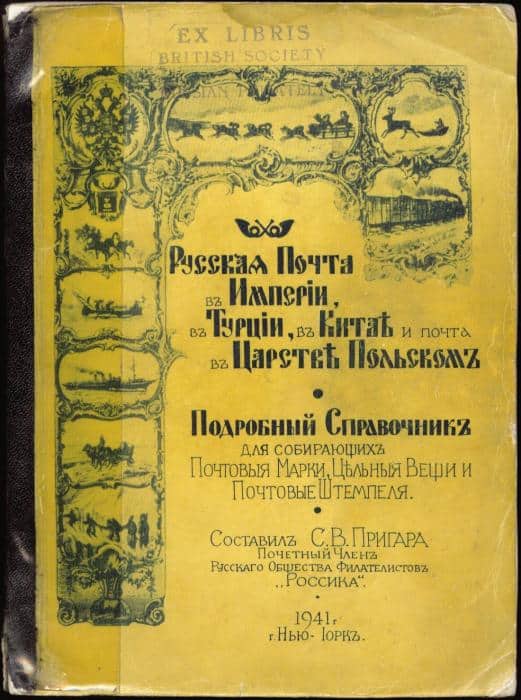 EX LIBRIS
BRITISH SOCIETY
Русская Почта
въ Имперіи,
въ Турціи, въ Китаѣ и почта
въ Царствѣ Польскомъ
Подробный Справочникъ
для собирающихъ
Почтовыя Марки, Цѣльныя Вещи и
Почтовые Штемпеля.
Составилъ С.В. Пригара
Почетный Членъ
Русскаго Общества Филателистовъ
„Россика“.
1941 г.
г. Нью-Іоркъ.